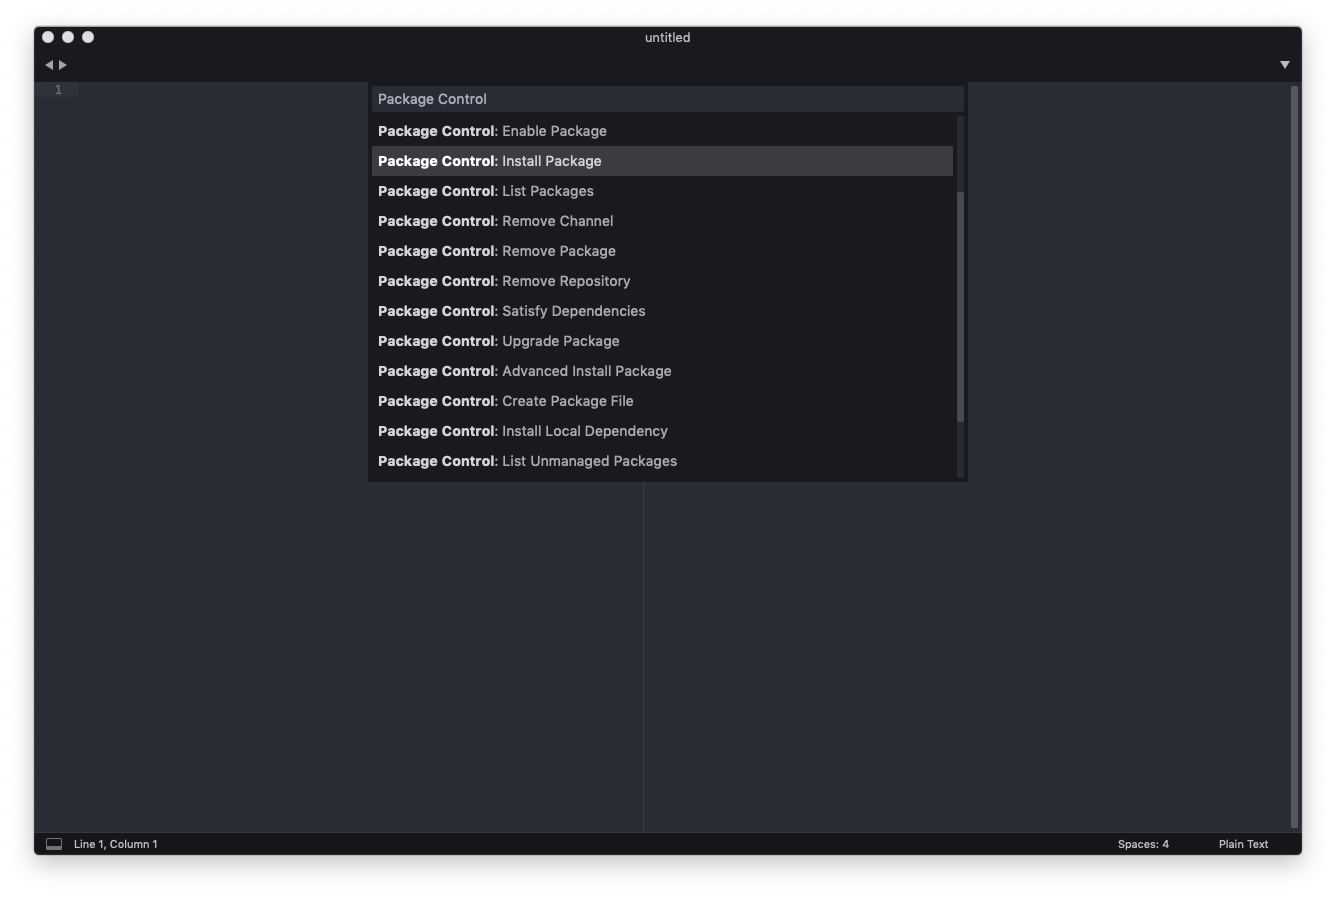 untitled
1
Package Control
Package Control: Enable Package
Package Control: Install Package
Package Control: List Packages
Package Control: Remove Channel
Package Control: Remove Package
Package Control: Remove Repository
Package Control: Satisfy Dependencies
Package Control: Upgrade Package
Package Control: Advanced Install Package
Package Control: Create Package File
Package Control: Install Local Dependency
Package Control: List Unmanaged Packages
Line 1, Column 1
Spaces: 4
Plain Text